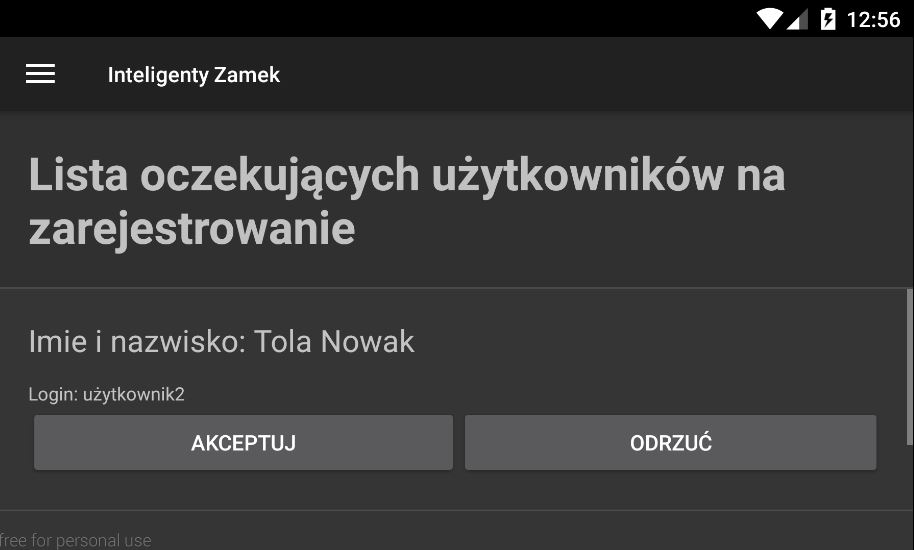 12:56
Inteligenty Zamek
Lista oczekujących użytkowników na
zarejestrowanie
Imie i nazwisko: Tola Nowak
Login: użytkownik2
AKCEPTUJ ODRZUĆ
free for personal use